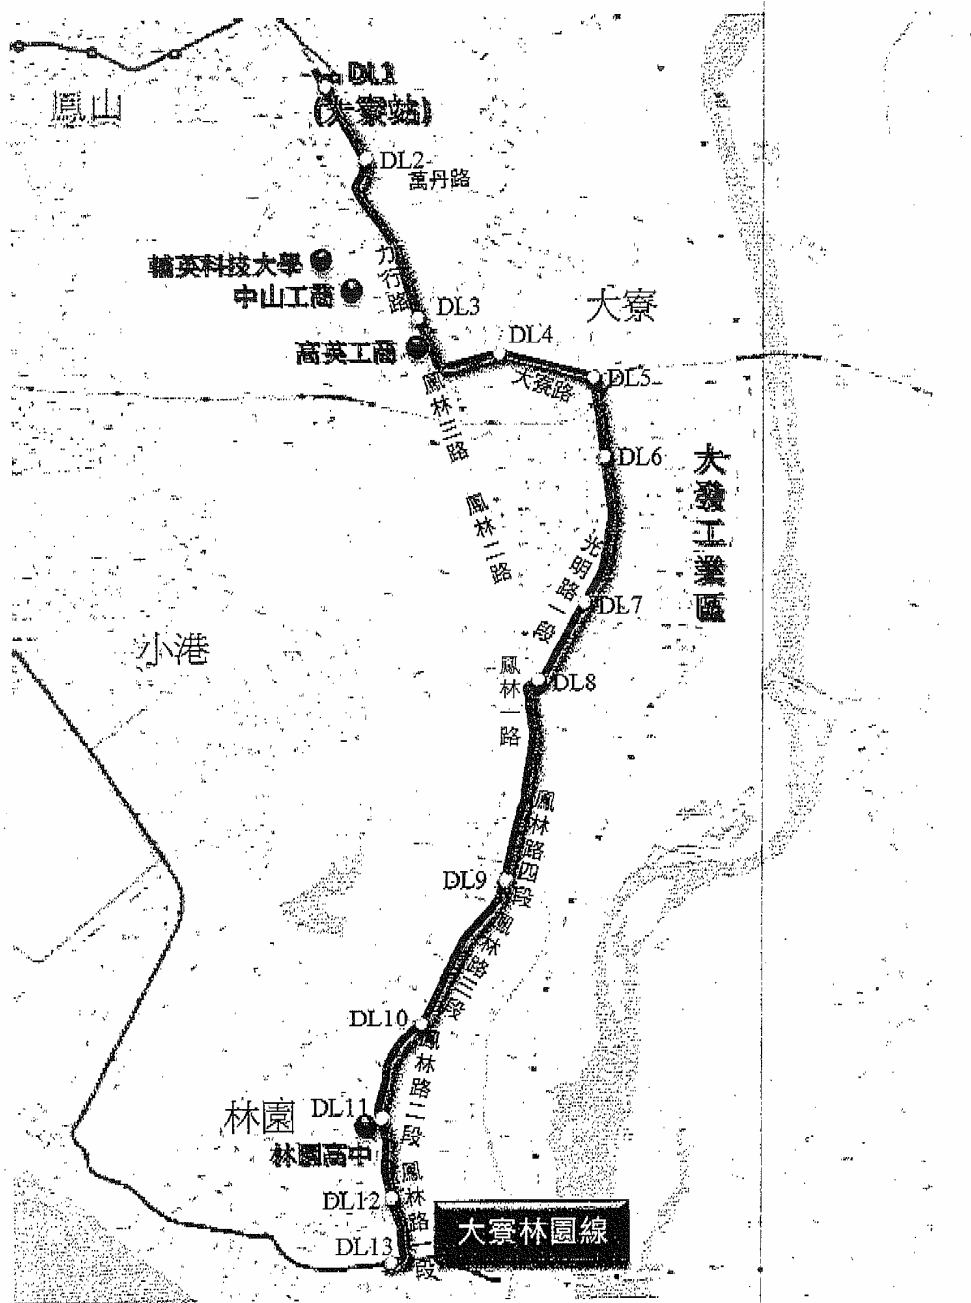 DL1
(大寮站)
鳳山
DL2
萬丹路
力行路
輔英科技大學
中山工商
DL3
大寮
高英工商
DL4
大寮路
DL5
鳳林三路
DL6
大發工業區
鳳林二路
光明路一段
DL7
小港
鳳林一路
DL8
鳳林路四段
DL9
鳳林路三段
DL10
鳳林路二段
林園
DL11
林園高中
鳳林路一段
DL12
大寮林園線
DL13